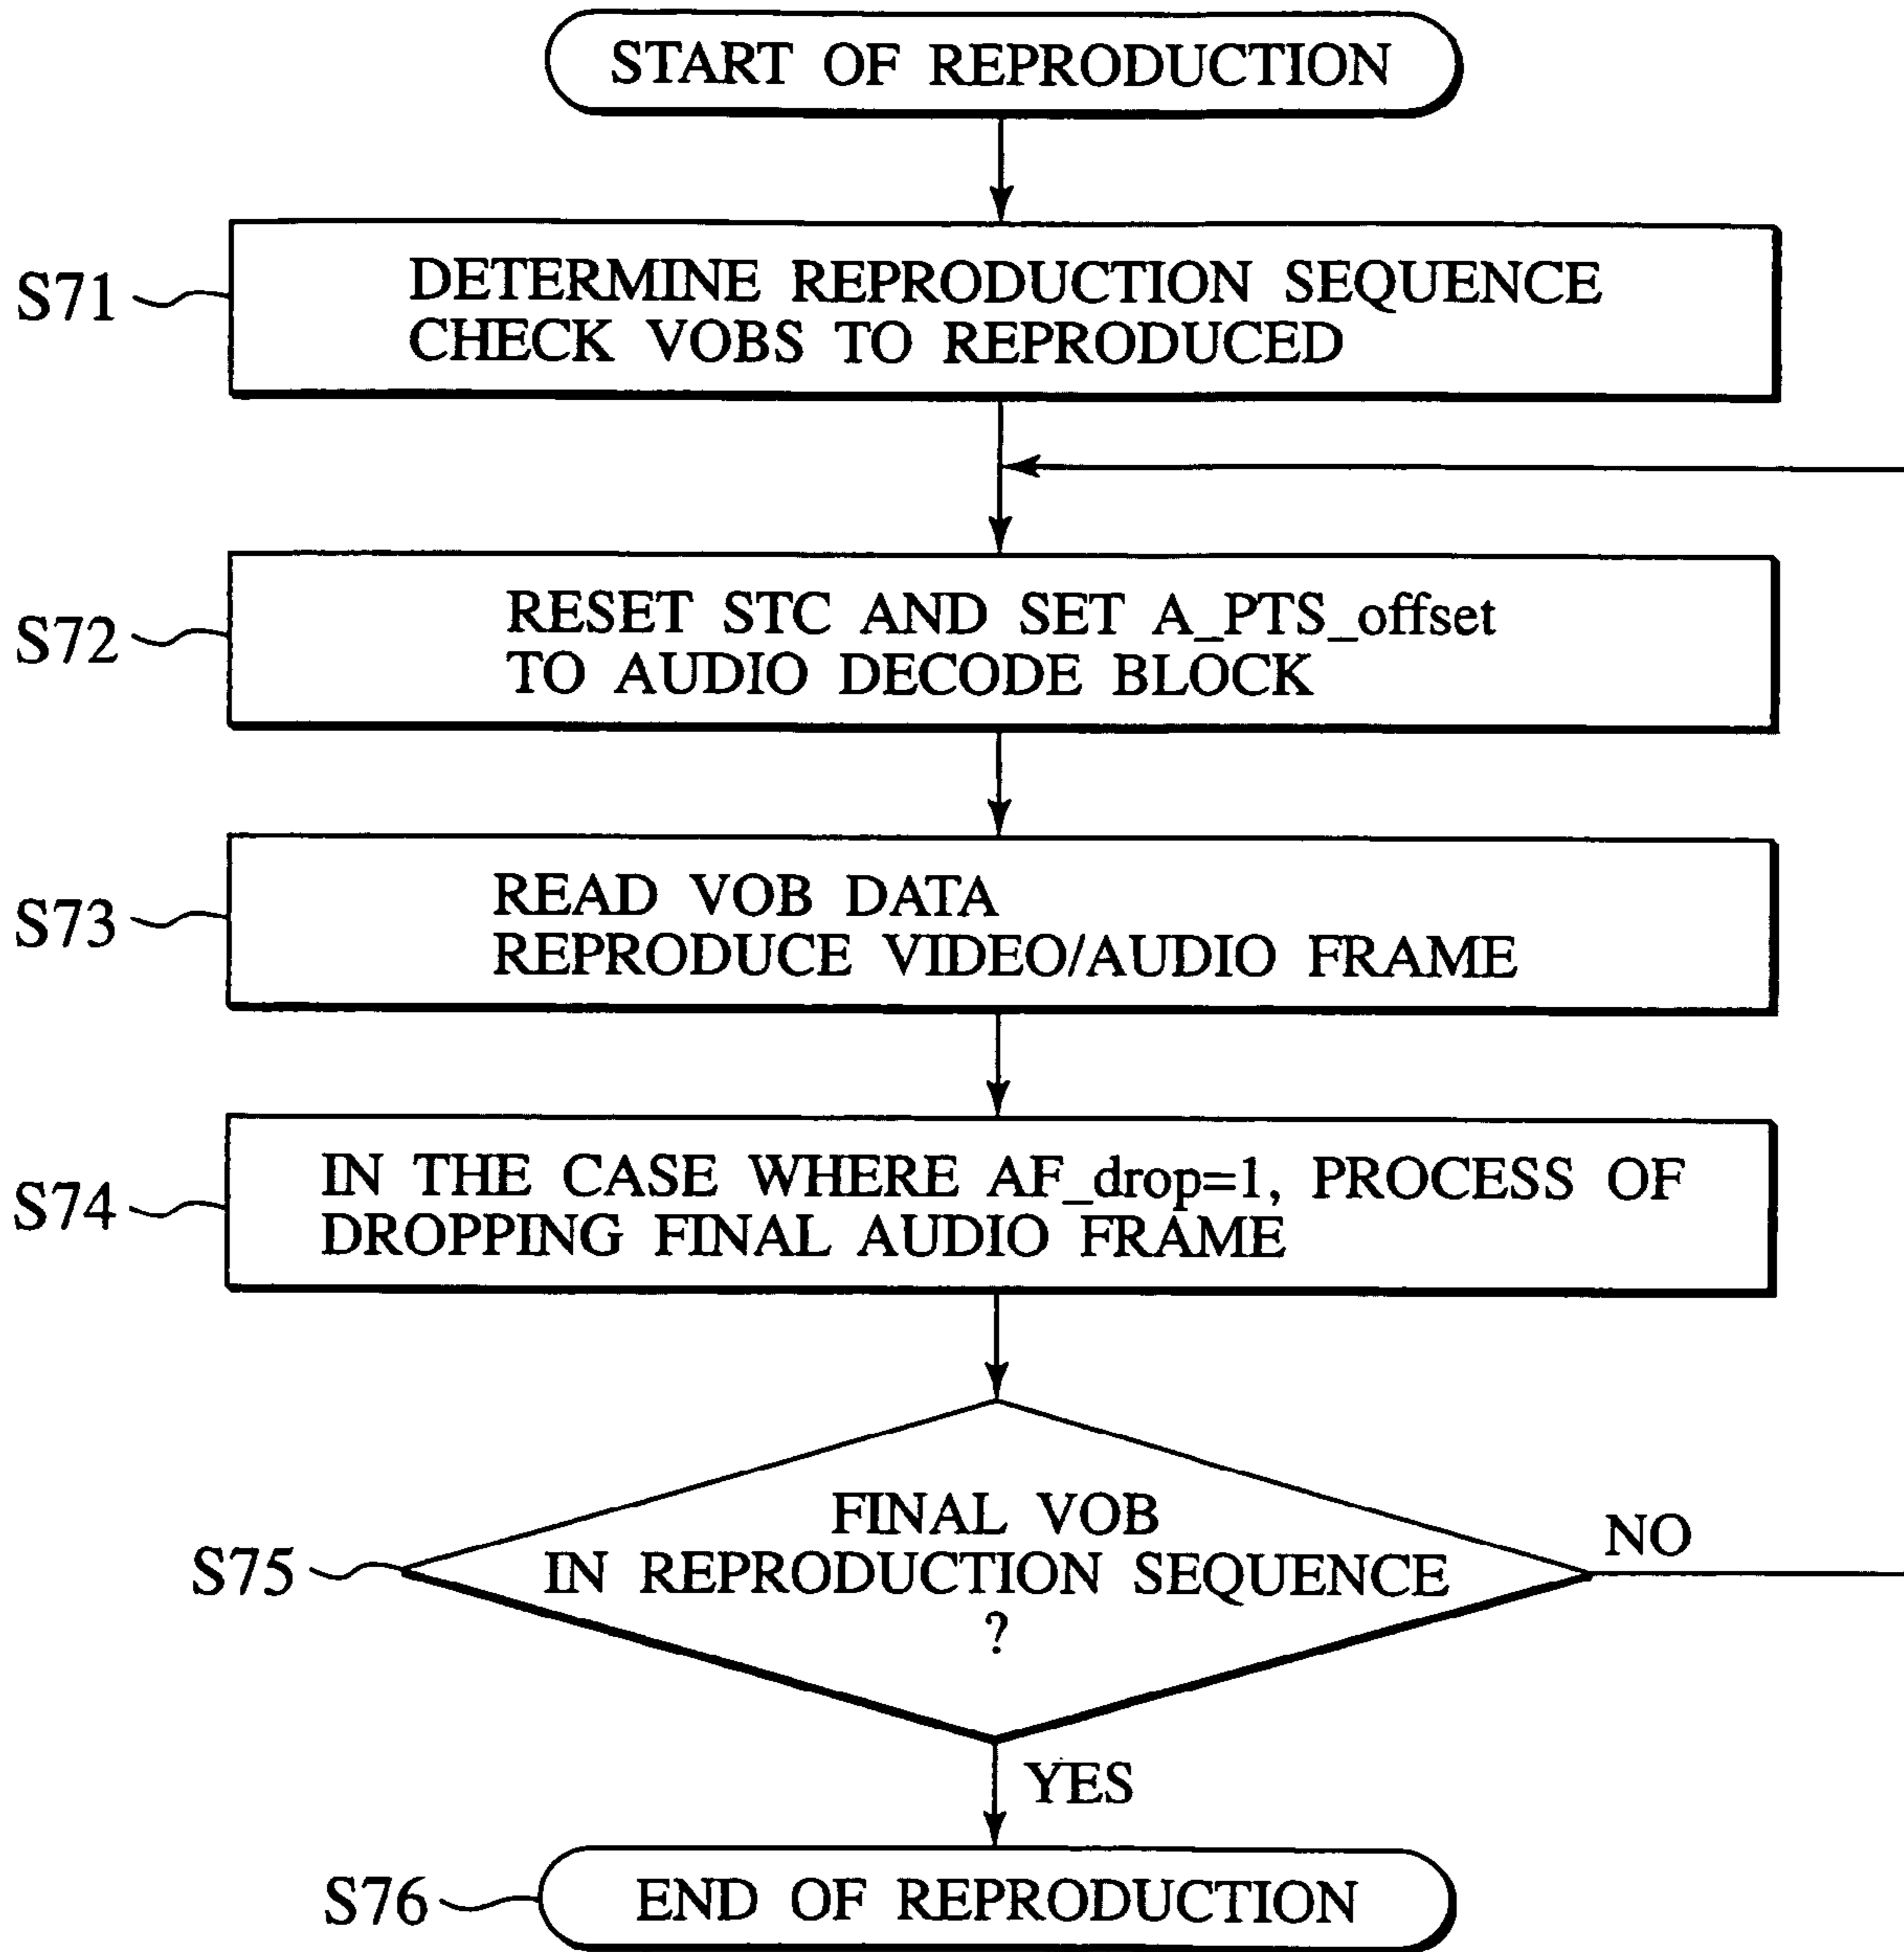 START OF REPRODUCTION
S71
DETERMINE REPRODUCTION SEQUENCE
CHECK VOBS TO REPRODUCED
S72
RESET STC AND SET A_PTS_offset
TO AUDIO DECODE BLOCK
S73
READ VOB DATA
REPRODUCE VIDEO/AUDIO FRAME
S74
IN THE CASE WHERE AF_drop=1, PROCESS OF
DROPPING FINAL AUDIO FRAME
S75
FINAL VOB
IN REPRODUCTION SEQUENCE
?
NO
YES
S76
END OF REPRODUCTION